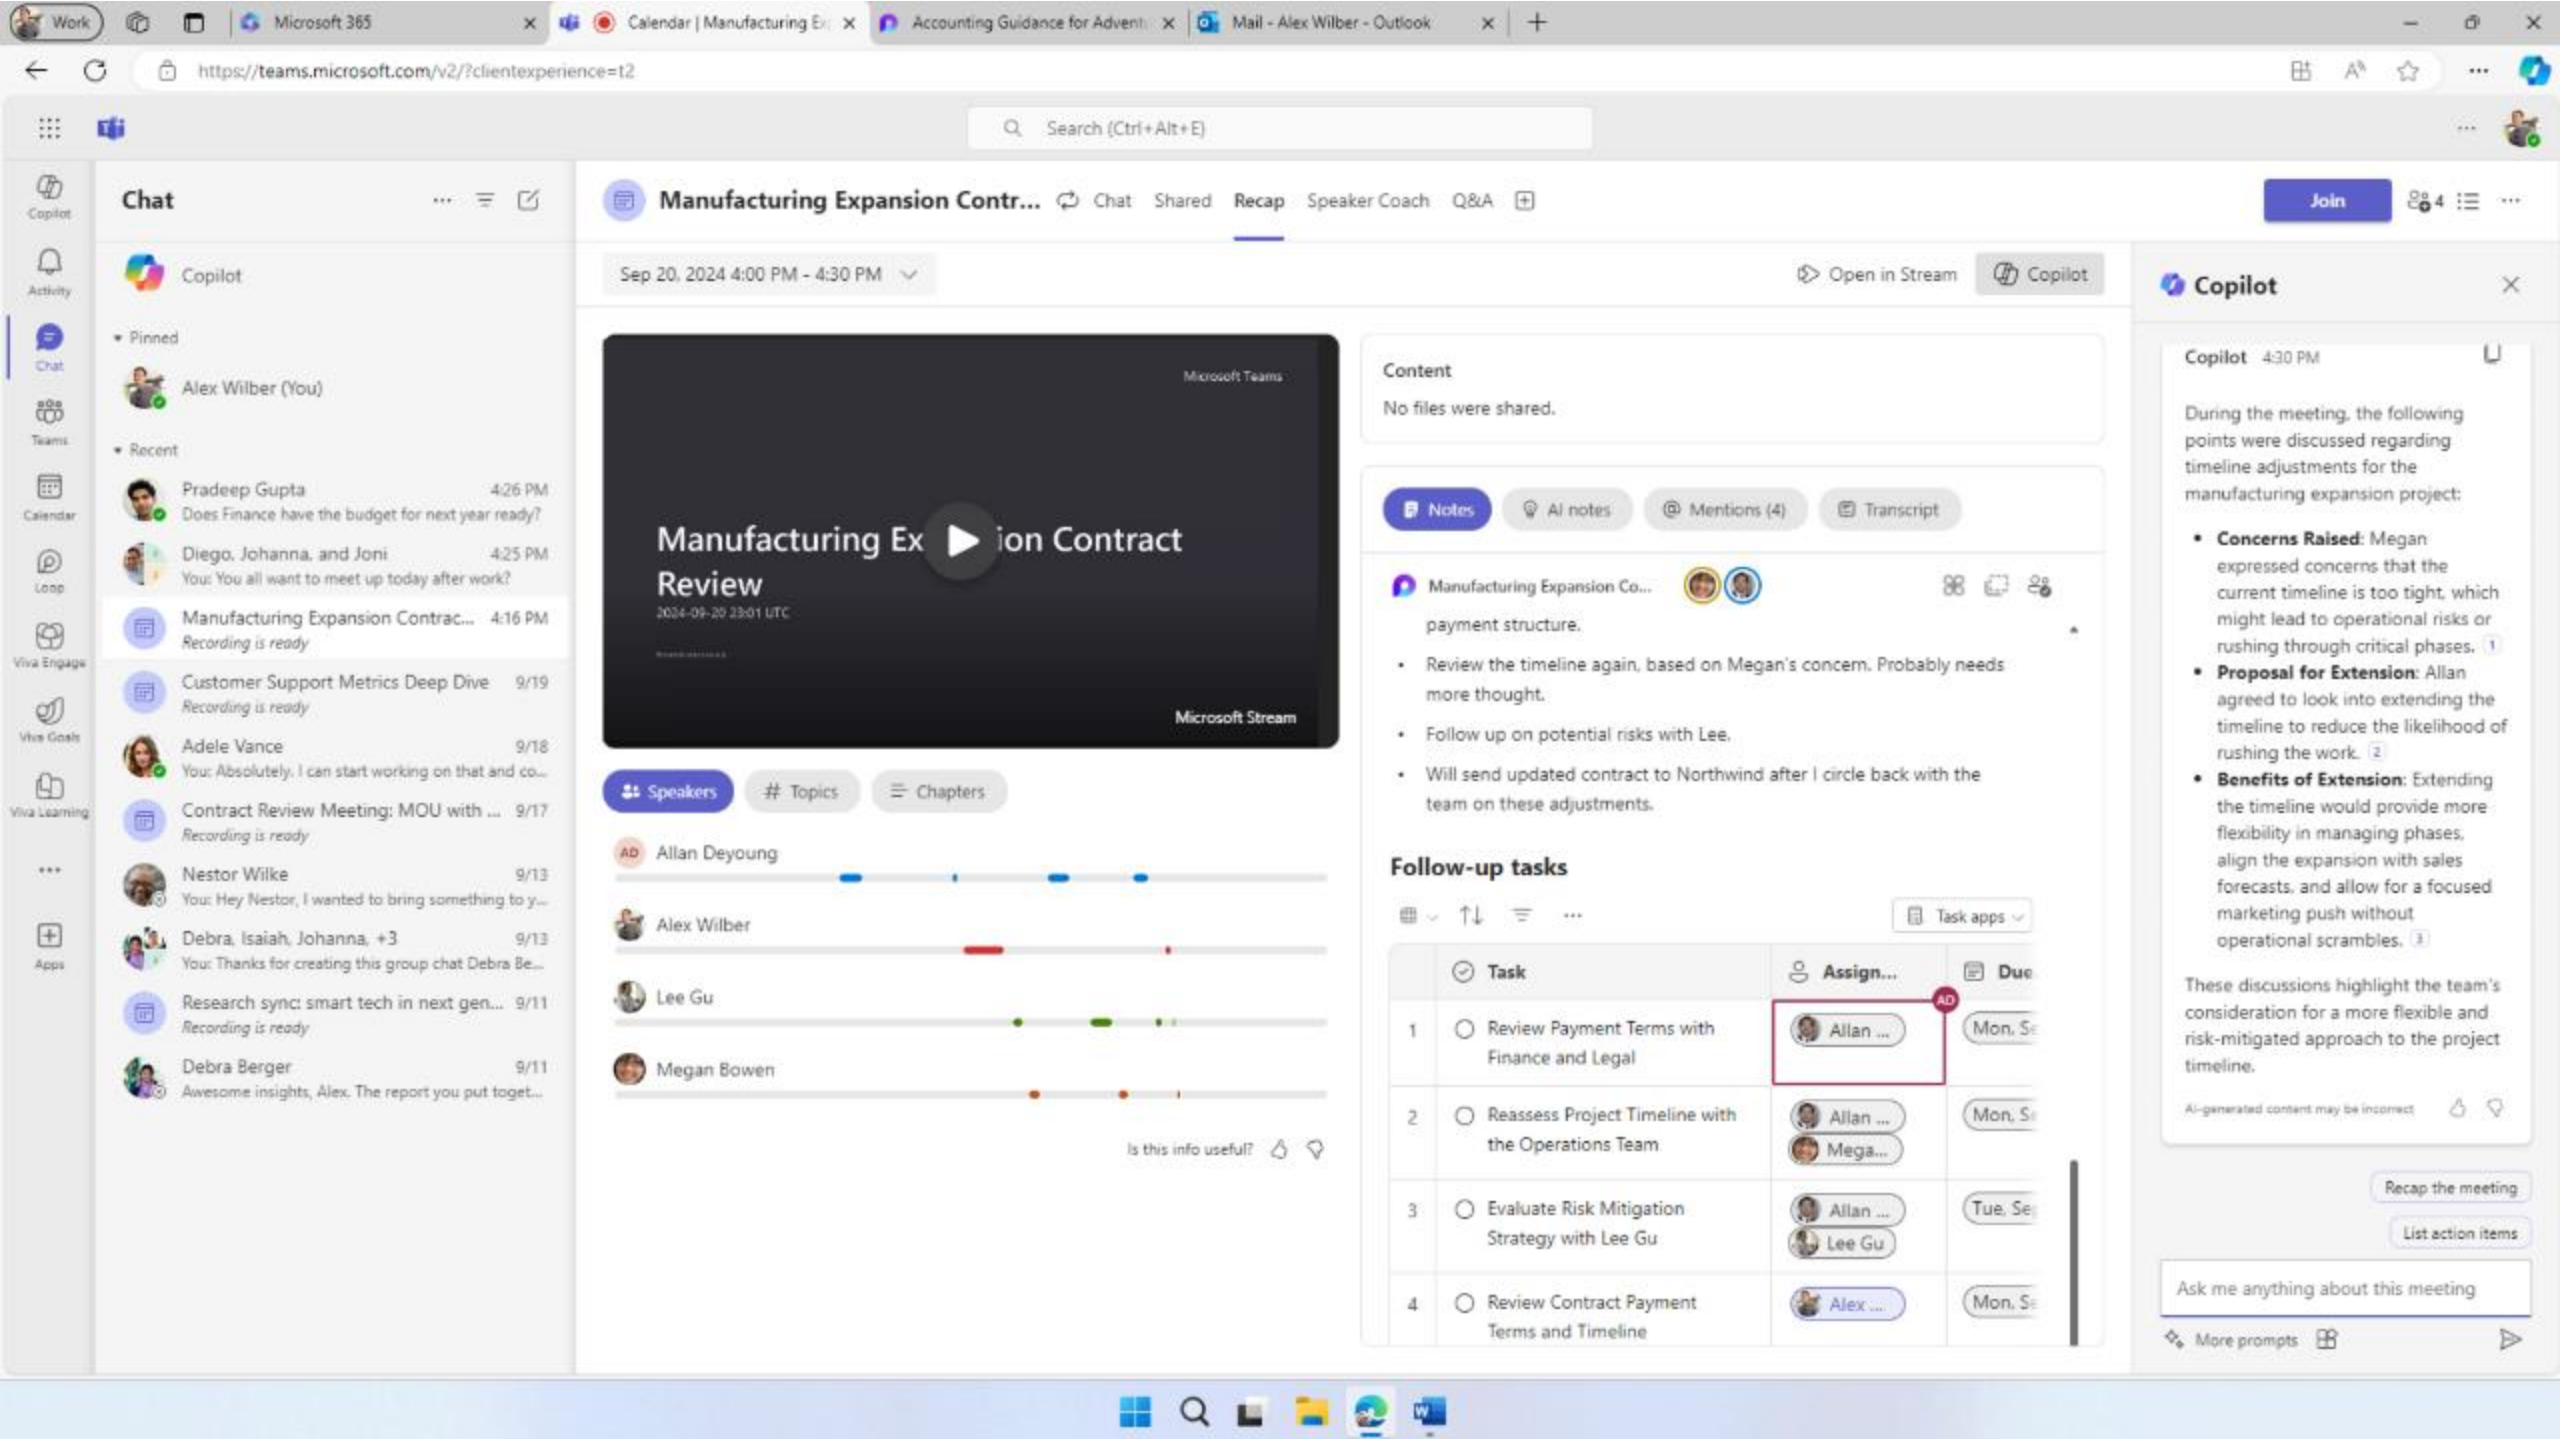 Work
Microsoft 365
Calendar | Manufacturing Ex
Accounting Guidance for Advent
Mail - Alex Wilber - Outlook
https://teams.microsoft.com/v2/?clientexperience=t2
Search (Ctrl+Alt+E)
Copilot
Activity
Chat
Teams
Calendar
Loop
Viva Engage
Viva Goals
Viva Learning
Apps
Chat
Copilot
Pinned
Alex Wilber (You)
Recent
Pradeep Gupta 4:26 PM
Does Finance have the budget for next year ready?
Diego, Johanna, and Joni 4:25 PM
You: You all want to meet up today after work?
Manufacturing Expansion Contrac... 4:16 PM
Recording is ready
Customer Support Metrics Deep Dive 9/19
Recording is ready
Adele Vance 9/18
You: Absolutely. I can start working on that and co...
Contract Review Meeting: MOU with ... 9/17
Recording is ready
Nestor Wilke 9/13
You: Hey Nestor, I wanted to bring something to y...
Debra, Isaiah, Johanna, +3 9/13
You: Thanks for creating this group chat Debra Be...
Research sync: smart tech in next gen... 9/11
Recording is ready
Debra Berger 9/11
Awesome insights, Alex. The report you put toget...
Manufacturing Expansion Contr... Chat Shared Recap Speaker Coach Q&A
Join 4
Sep 20, 2024 4:00 PM - 4:30 PM
Open in Stream Copilot
Microsoft Teams
Manufacturing Ex ion Contract
Review
2024-09-20 23:01 UTC
Microsoft Stream
Speakers # Topics Chapters
AD Allan Deyoung
Alex Wilber
Lee Gu
Megan Bowen
Is this info useful?
Content
No files were shared.
Notes AI notes Mentions (4) Transcript
Manufacturing Expansion Co...
payment structure.
• Review the timeline again, based on Megan's concern. Probably needs
more thought.
• Follow up on potential risks with Lee.
• Will send updated contract to Northwind after I circle back with the
team on these adjustments.
Follow-up tasks
Task apps
Task Assign... Due
AD
1 Review Payment Terms with Allan ... Mon, Se
Finance and Legal
2 Reassess Project Timeline with Allan ... Mon, Se
the Operations Team Mega...
3 Evaluate Risk Mitigation Allan ... Tue, Se
Strategy with Lee Gu Lee Gu
4 Review Contract Payment Alex ... Mon, Se
Terms and Timeline
Copilot
Copilot 4:30 PM
During the meeting, the following
points were discussed regarding
timeline adjustments for the
manufacturing expansion project:
• Concerns Raised: Megan
expressed concerns that the
current timeline is too tight, which
might lead to operational risks or
rushing through critical phases. 1
• Proposal for Extension: Allan
agreed to look into extending the
timeline to reduce the likelihood of
rushing the work. 2
• Benefits of Extension: Extending
the timeline would provide more
flexibility in managing phases,
align the expansion with sales
forecasts, and allow for a focused
marketing push without
operational scrambles. 3
These discussions highlight the team's
consideration for a more flexible and
risk-mitigated approach to the project
timeline.
AI-generated content may be incorrect
Recap the meeting
List action items
Ask me anything about this meeting
More prompts